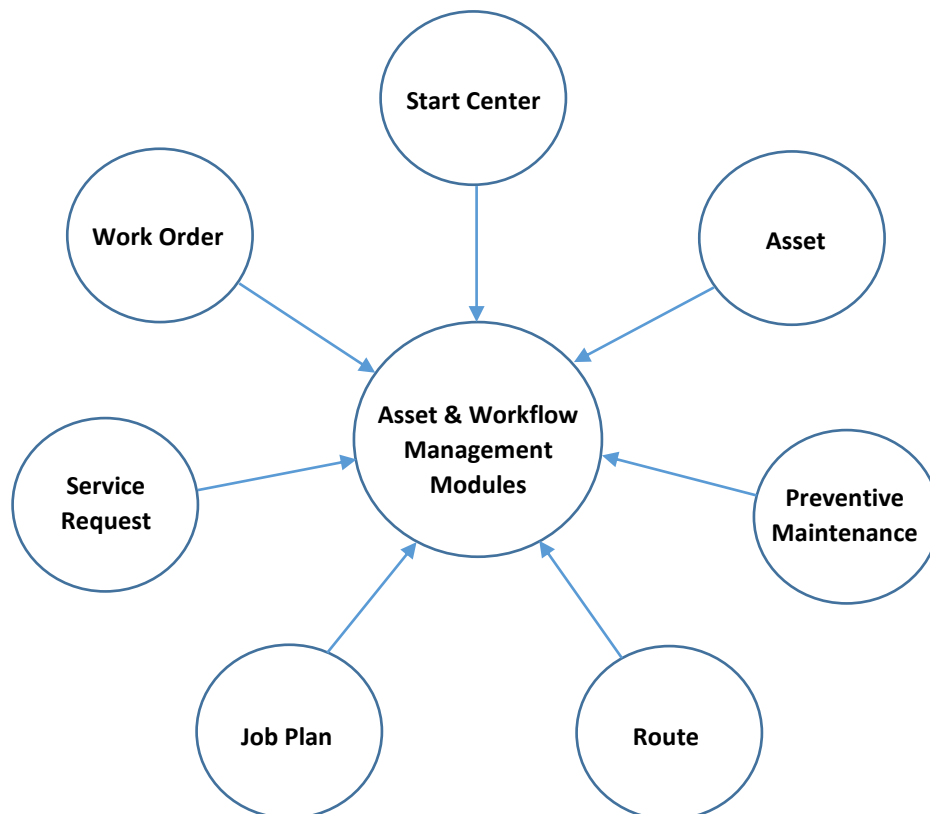 Start Center
Work Order
Asset
Asset & Workflow
Management
Modules
Service
Request
Preventive
Maintenance
Job Plan
Route